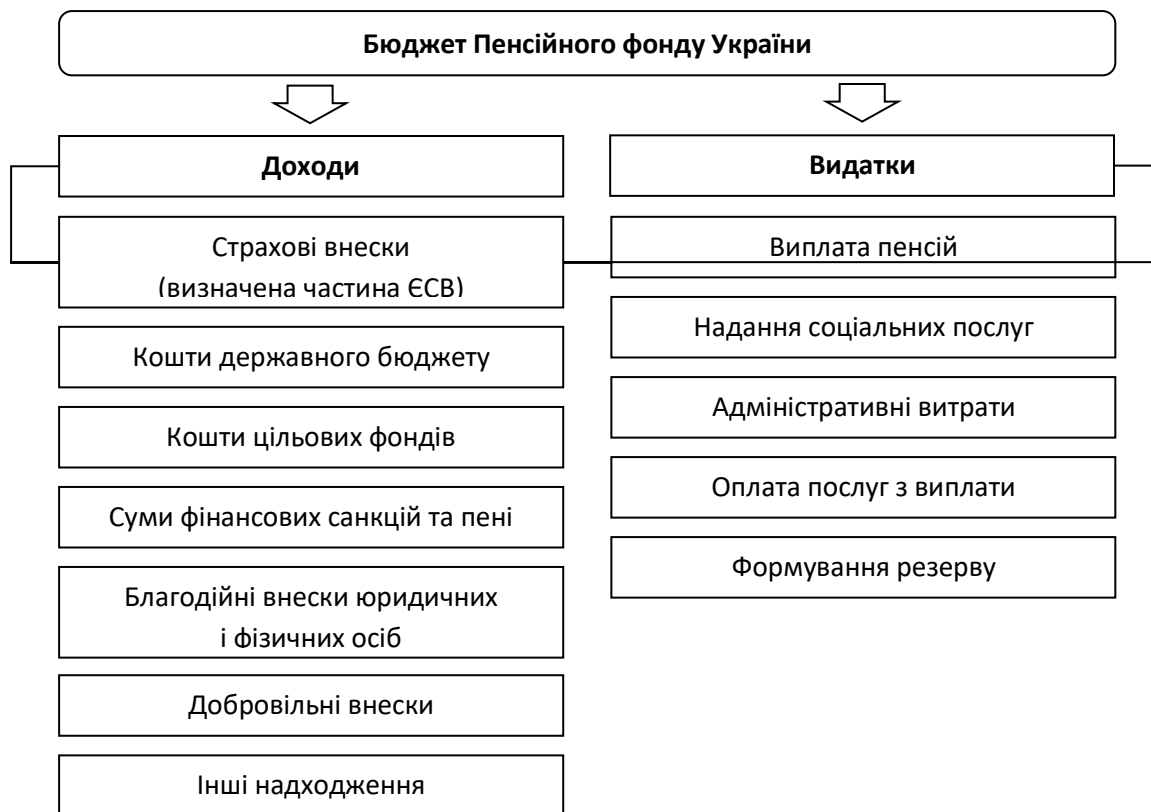 Бюджет Пенсійного фонду України
Доходи
Страхові внески
(визначена частина ЄСВ)
Кошти державного бюджету
Кошти цільових фондів
Суми фінансових санкцій та пені
Благодійні внески юридичних
і фізичних осіб
Добровільні внески
Інші надходження
Видатки
Виплата пенсій
Надання соціальних послуг
Адміністративні витрати
Оплата послуг з виплати
Формування резерву